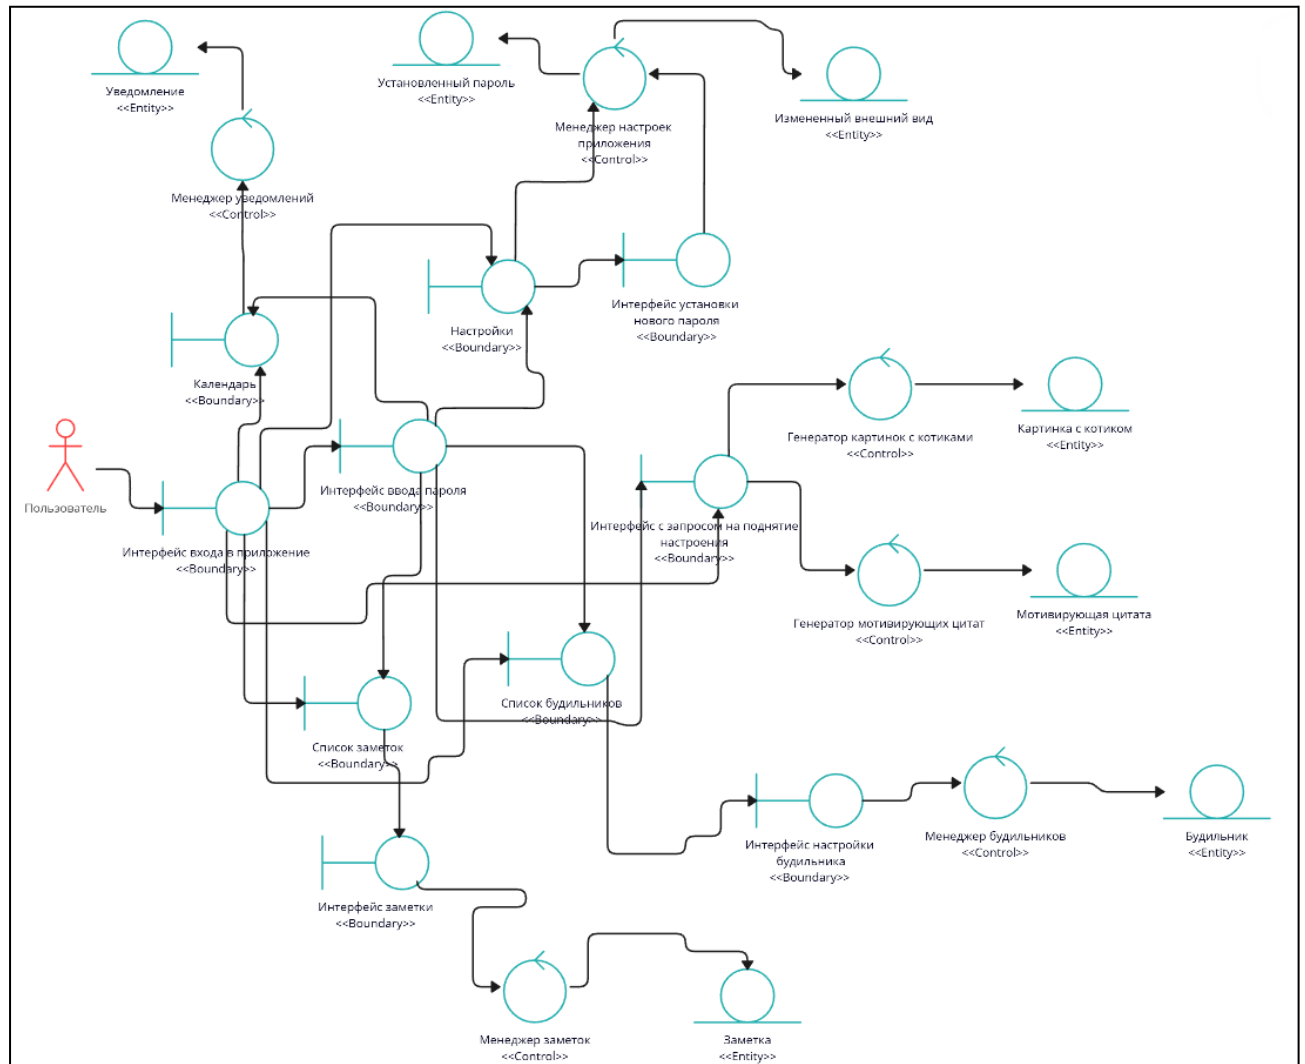 Уведомление
<<Entity>>
Установленный пароль
<<Entity>>
Менеджер настроек
приложения
<<Control>>
Измененный внешний вид
<<Entity>>
Менеджер уведомлений
<<Control>>
Настройки
<<Boundary>>
Интерфейс установки
нового пароля
<<Boundary>>
Календарь
<<Boundary>>
Пользователь
Интерфейс входа в приложение
<<Boundary>>
Интерфейс ввода пароля
<<Boundary>>
Генератор картинок с котиками
<<Control>>
Картинка с котиком
<<Entity>>
Интерфейс с запросом на поднятие
настроения
<<Boundary>>
Генератор мотивирующих цитат
<<Control>>
Мотивирующая цитата
<<Entity>>
Список заметок
<<Boundary>>
Список будильников
<<Boundary>>
Интерфейс настройки
будильника
<<Boundary>>
Менеджер будильников
<<Control>>
Будильник
<<Entity>>
Интерфейс заметки
<<Boundary>>
Менеджер заметок
<<Control>>
Заметка
<<Entity>>